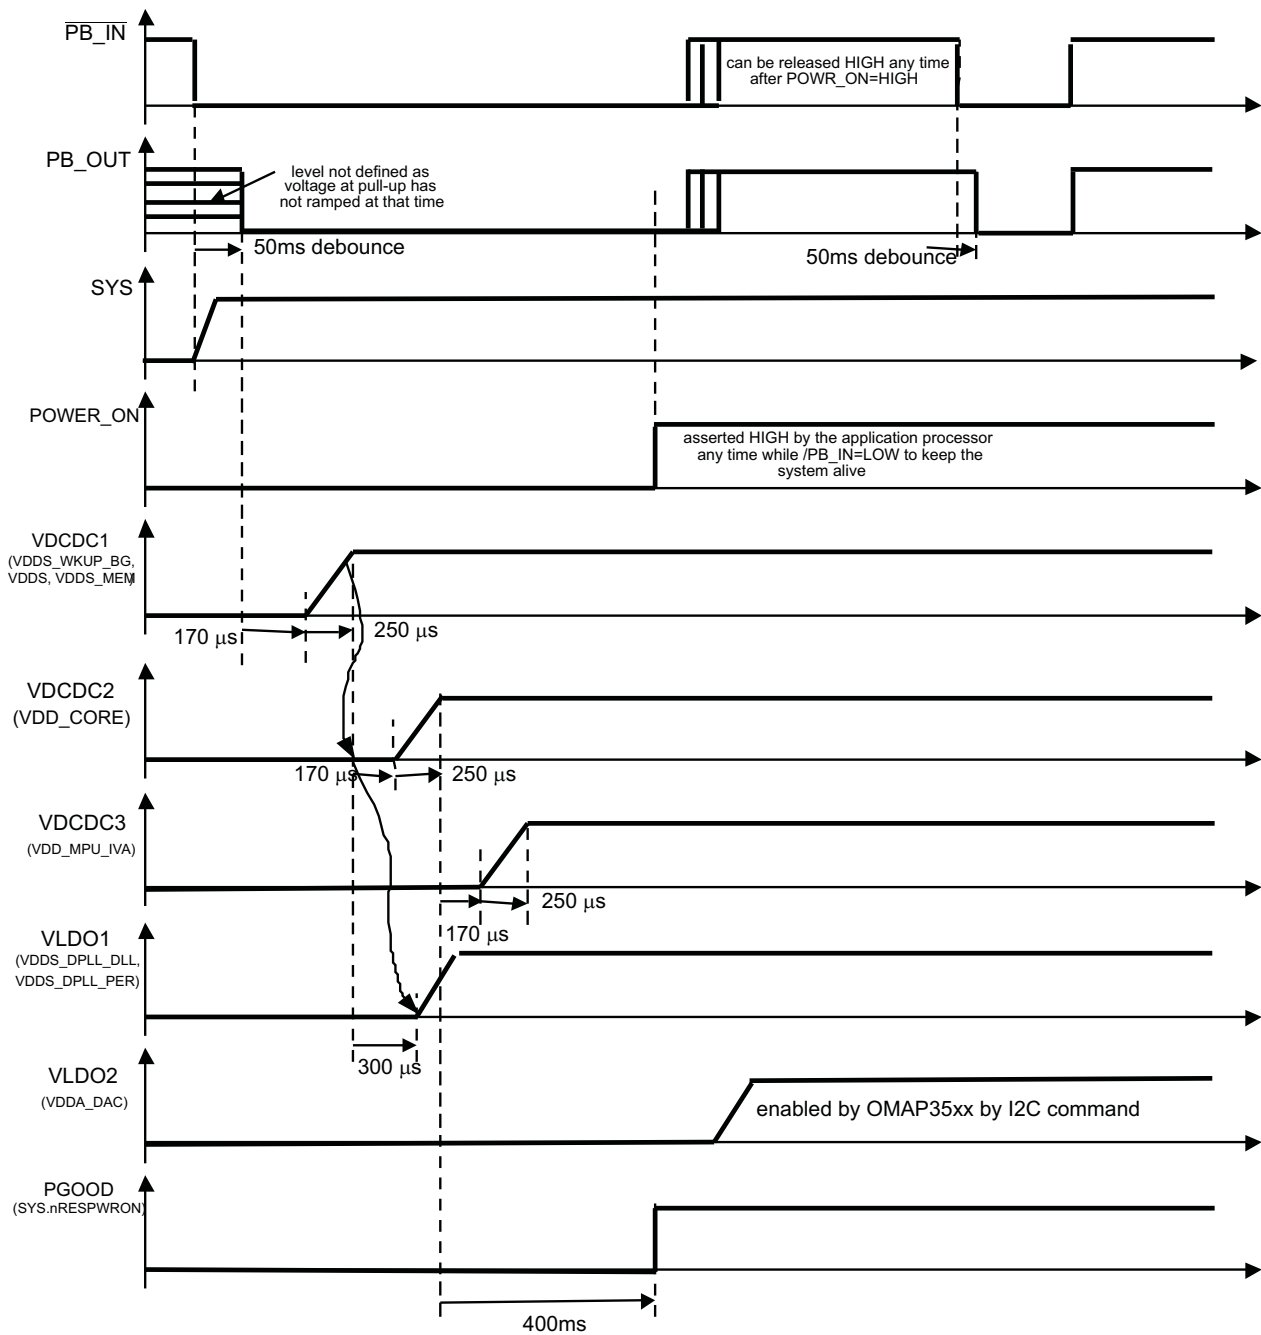 PB_IN
can be released HIGH any time
after POWR_ON=HIGH
PB_OUT
level not defined as
voltage at pull-up has
not ramped at that time
50ms debounce
50ms debounce
SYS
POWER_ON
asserted HIGH by the application processor
any time while /PB_IN=LOW to keep the
system alive
VDCDC1
(VDDS_WKUP_BG,
VDDS, VDDS_MEM)
170 μs
250 μs
VDCDC2
(VDD_CORE)
170 μs
250 μs
VDCDC3
(VDD_MPU_IVA)
250 μs
170 μs
VLDO1
(VDDS_DPLL_DLL,
VDDS_DPLL_PER)
300 μs
VLDO2
(VDDA_DAC)
enabled by OMAP35xx by I2C command
PGOOD
(SYS.nRESPWRON)
400ms